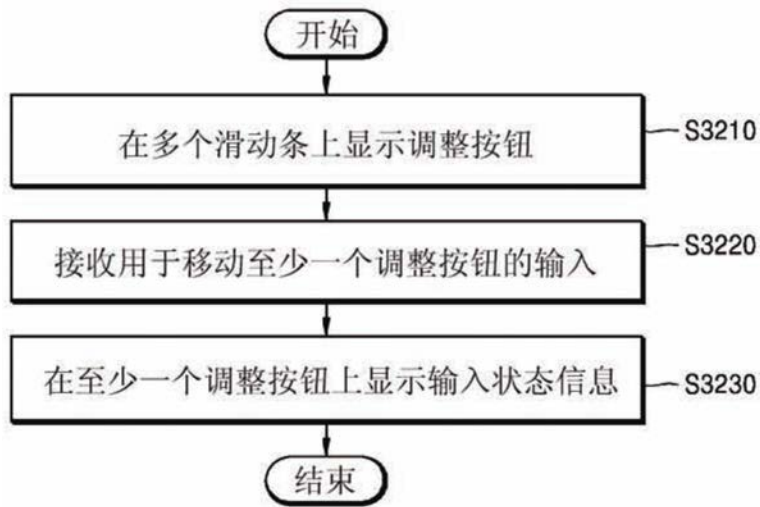 开始
在多个滑动条上显示调整按钮
S3210
接收用于移动至少一个调整按钮的输入
S3220
在至少一个调整按钮上显示输入状态信息
S3230
结束